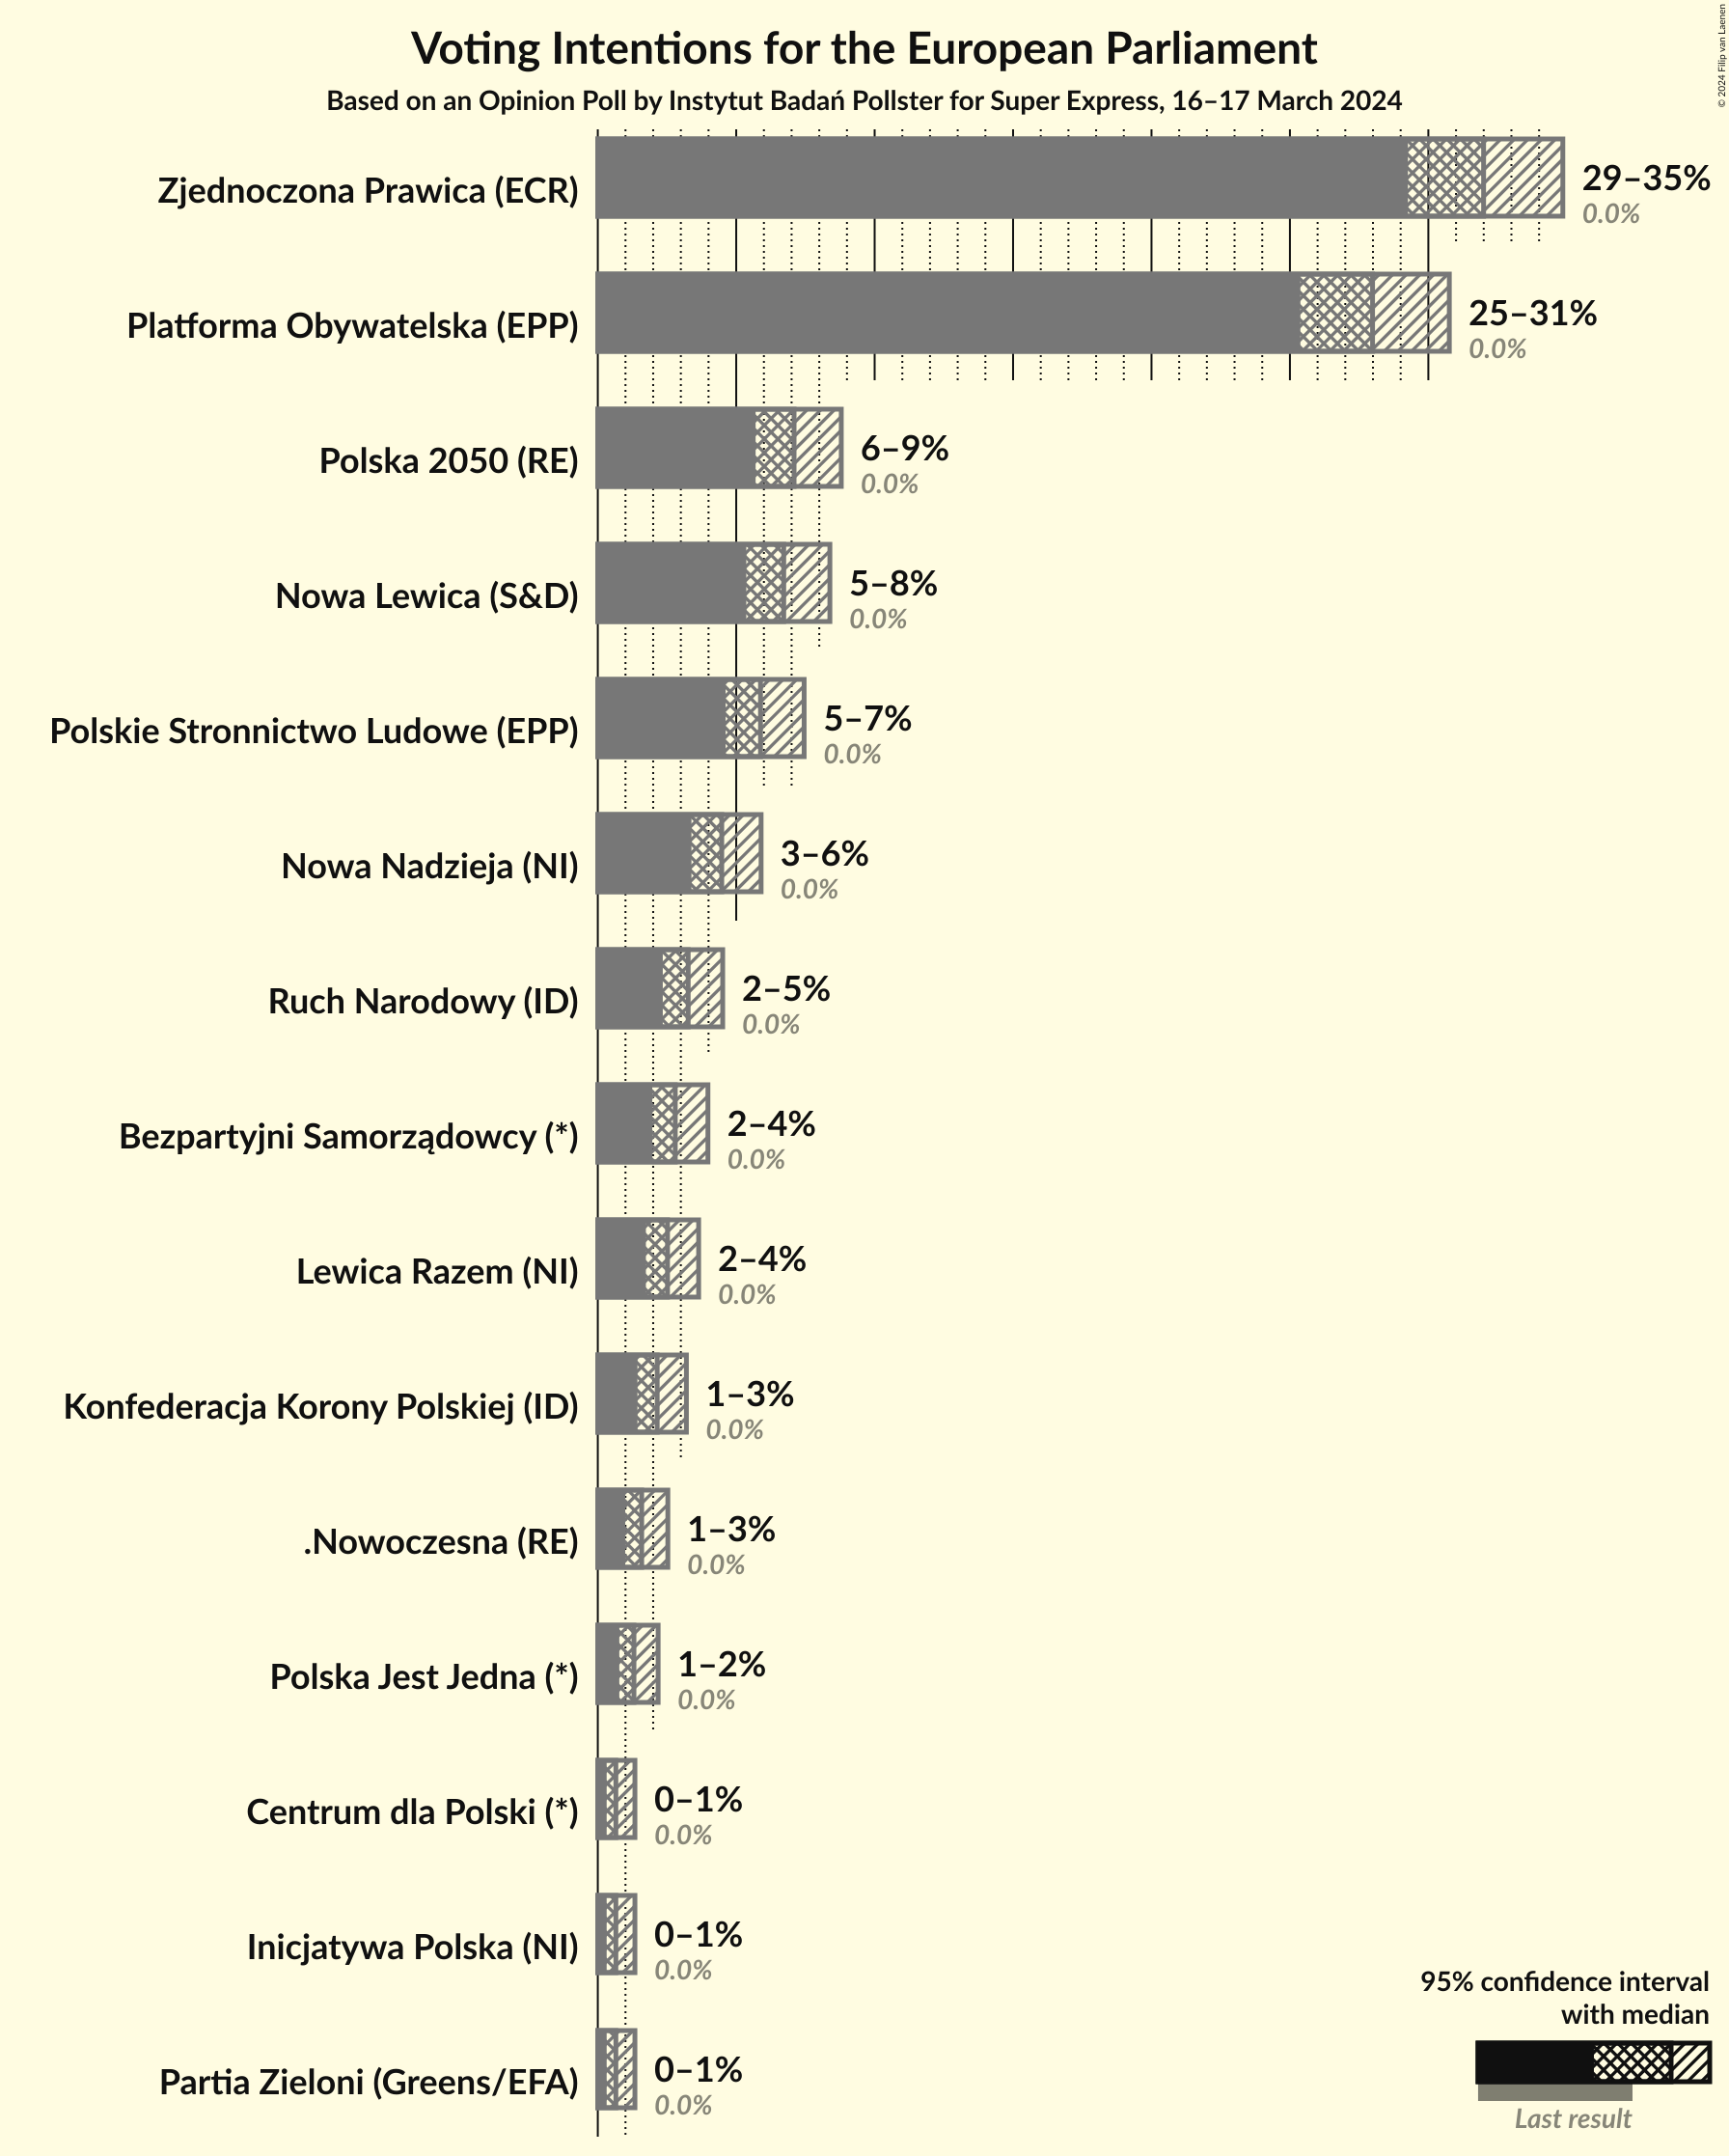 Voting Intentions for the European Parliament
Based on an Opinion Poll by Instytut Badań Pollster for Super Express, 16–17 March 2024
© 2024 Filip van Laenen
Zjednoczona Prawica (ECR)
29–35%
0.0%
Platforma Obywatelska (EPP)
25–31%
0.0%
Polska 2050 (RE)
6–9%
0.0%
Nowa Lewica (S&D)
5–8%
0.0%
Polskie Stronnictwo Ludowe (EPP)
5–7%
0.0%
Nowa Nadzieja (NI)
3–6%
0.0%
Ruch Narodowy (ID)
2–5%
0.0%
Bezpartyjni Samorządowcy (*)
2–4%
0.0%
Lewica Razem (NI)
2–4%
0.0%
Konfederacja Korony Polskiej (ID)
1–3%
0.0%
.Nowoczesna (RE)
1–3%
0.0%
Polska Jest Jedna (*)
1–2%
0.0%
Centrum dla Polski (*)
0–1%
0.0%
Inicjatywa Polska (NI)
0–1%
0.0%
Partia Zieloni (Greens/EFA)
0–1%
0.0%
95% confidence interval
with median
Last result